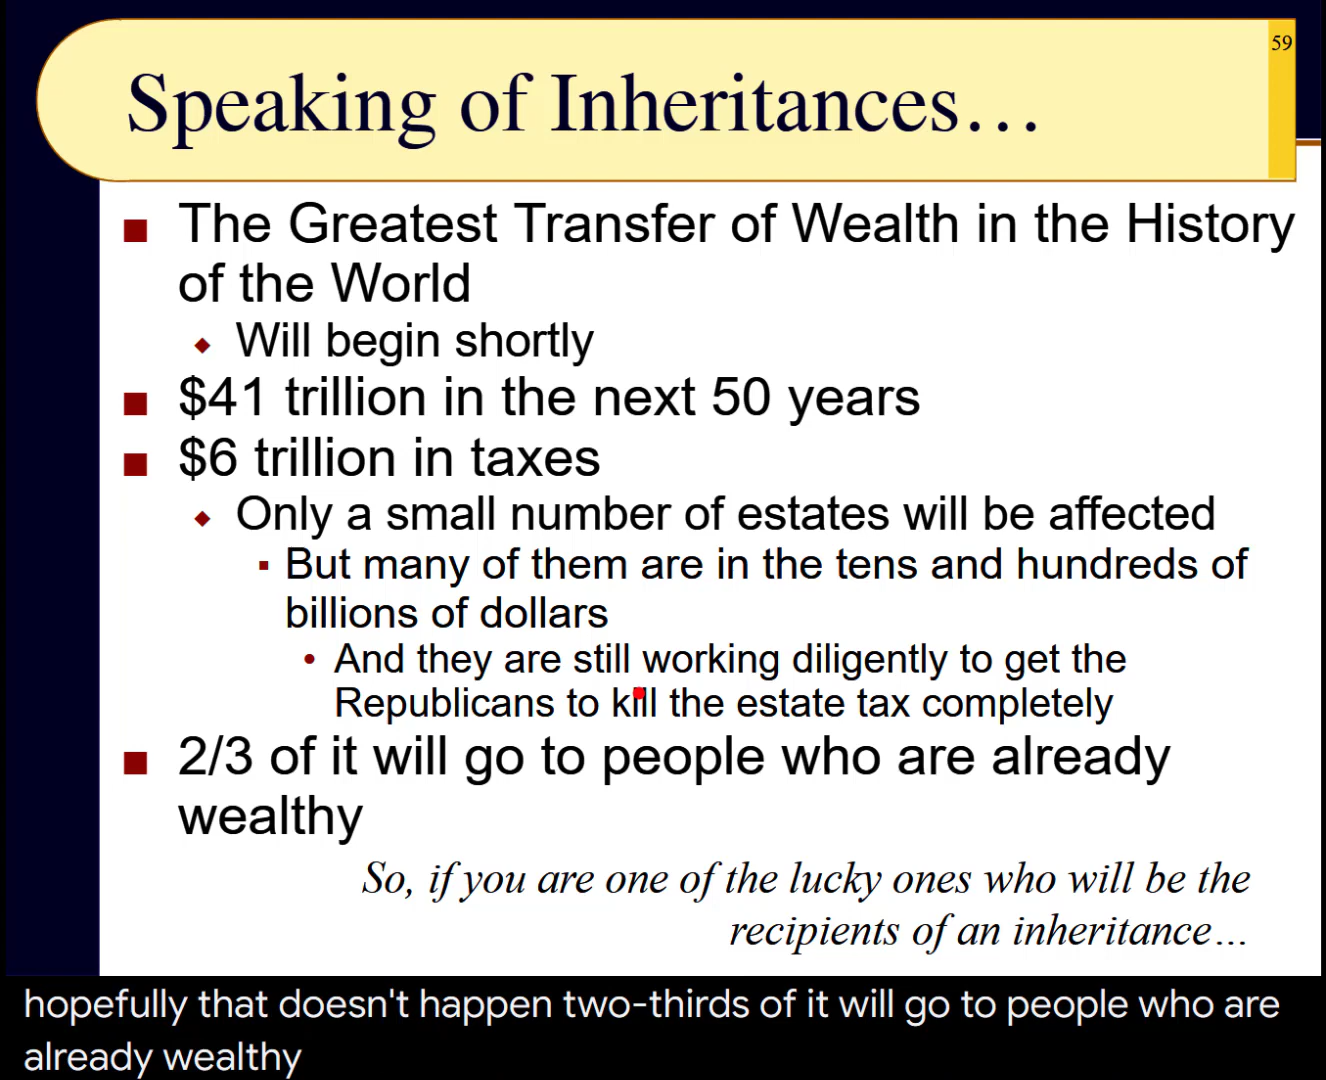 59
Speaking of Inheritances…
The Greatest Transfer of Wealth in the History
of the World
Will begin shortly
$41 trillion in the next 50 years
$6 trillion in taxes
Only a small number of estates will be affected
But many of them are in the tens and hundreds of
billions of dollars
And they are still working diligently to get the
Republicans to kill the estate tax completely
2/3 of it will go to people who are already
wealthy
So, if you are one of the lucky ones who will be the
recipients of an inheritance…
hopefully that doesn't happen two-thirds of it will go to people who are
already wealthy